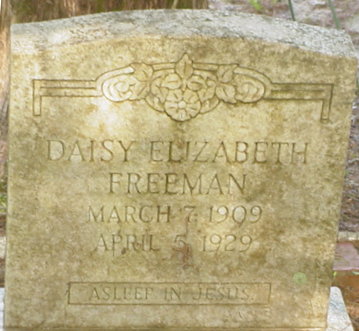 DAISY ELIZABETH
FREEMAN
MARCH 7, 1909
APRIL 5, 1929
ASLEEP IN JESUS.